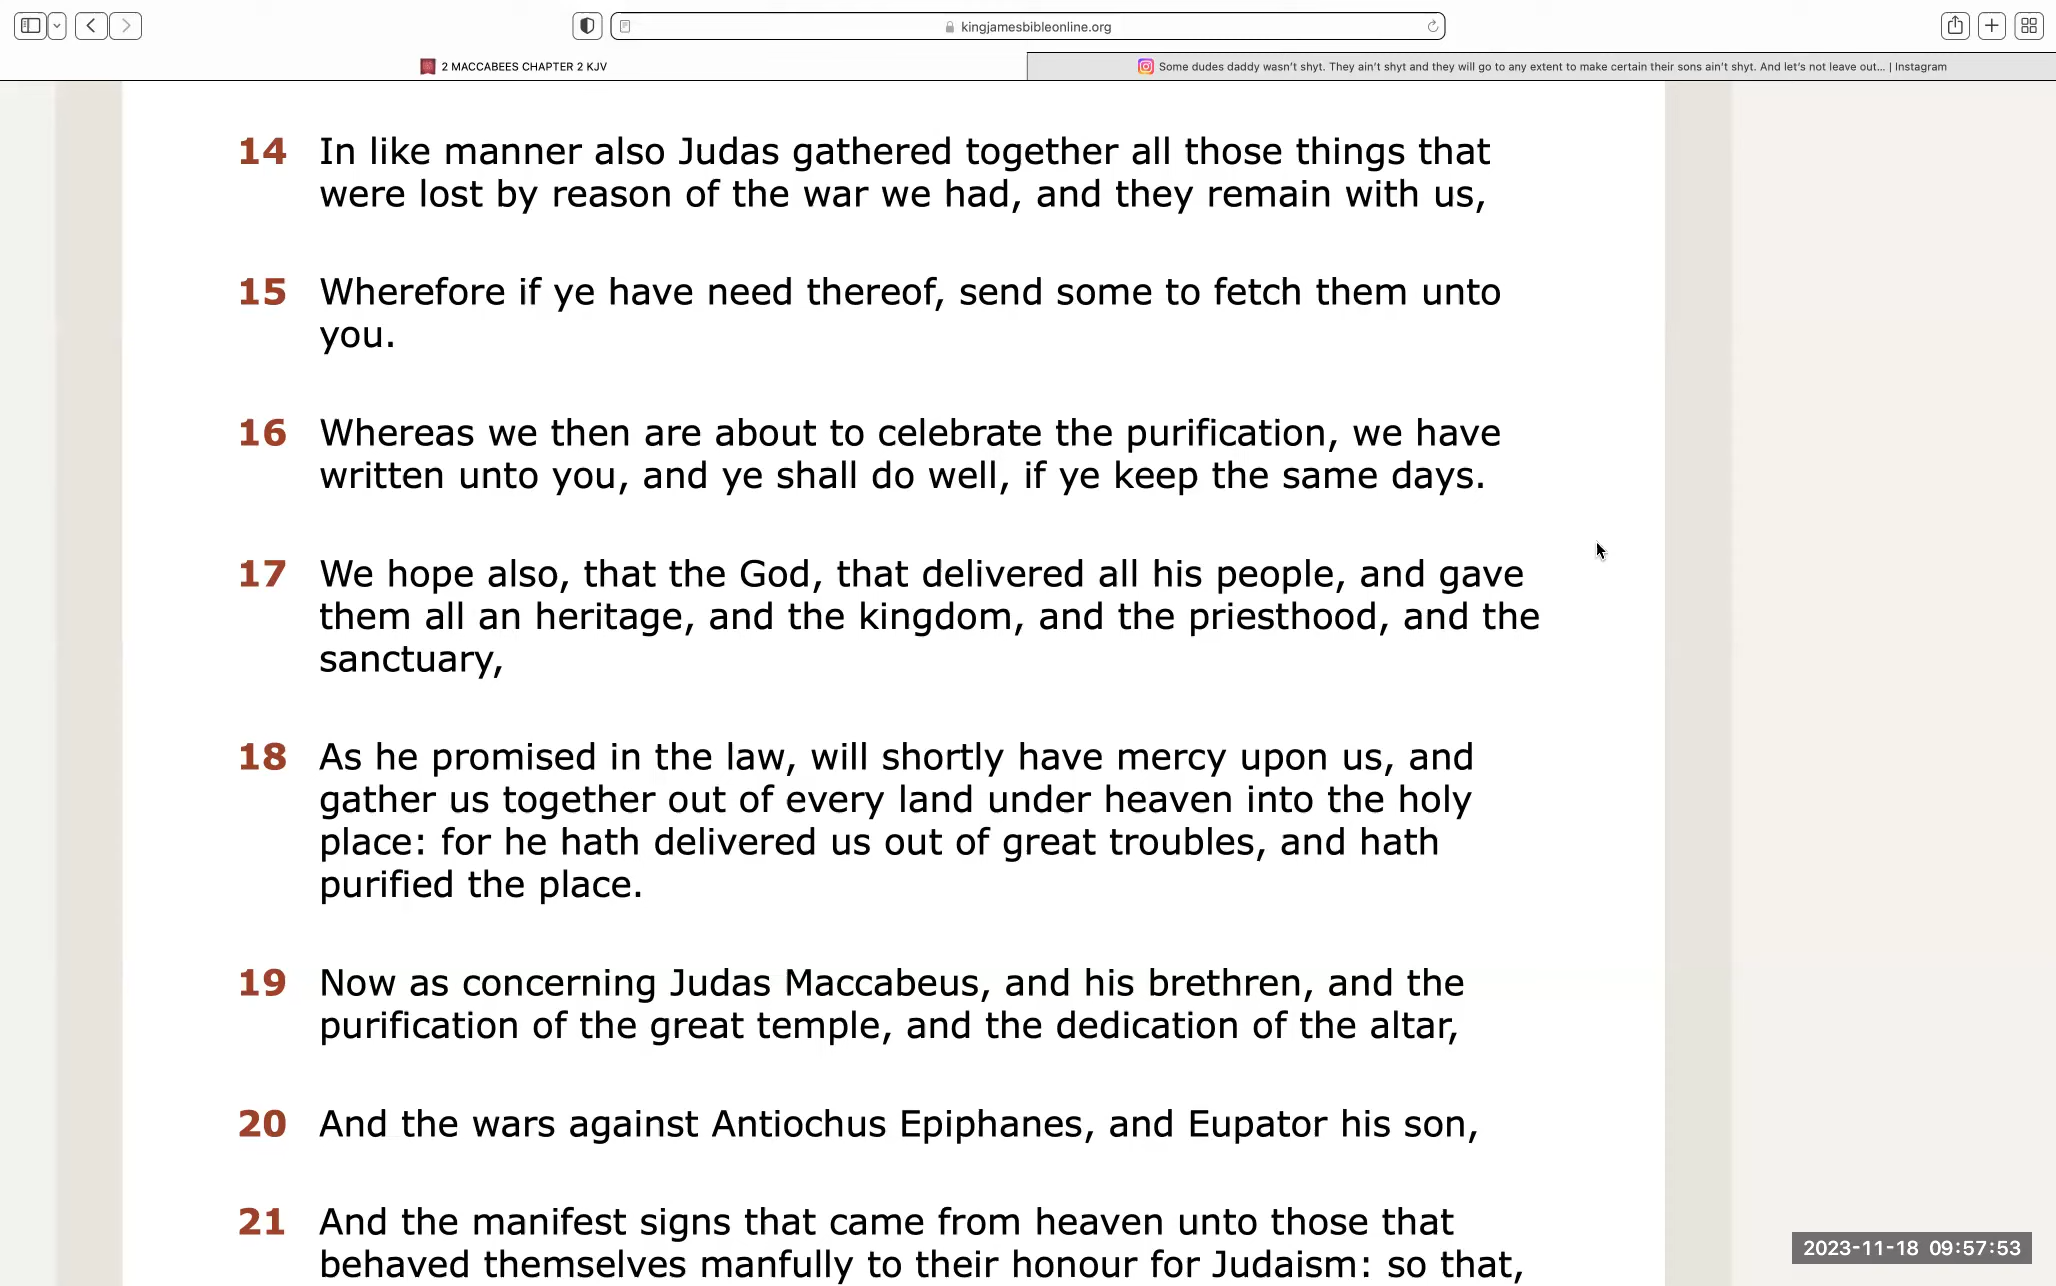 kingjamesbibleonline.org
2 MACCABEES CHAPTER 2 KJV
Some dudes daddy wasn't shyt. They ain't shyt and they will go to any extent to make certain their sons ain't shyt. And let's not leave out... | Instagram
14 In like manner also Judas gathered together all those things that
were lost by reason of the war we had, and they remain with us,
15 Wherefore if ye have need thereof, send some to fetch them unto
you.
16 Whereas we then are about to celebrate the purification, we have
written unto you, and ye shall do well, if ye keep the same days.
17 We hope also, that the God, that delivered all his people, and gave
them all an heritage, and the kingdom, and the priesthood, and the
sanctuary,
18 As he promised in the law, will shortly have mercy upon us, and
gather us together out of every land under heaven into the holy
place: for he hath delivered us out of great troubles, and hath
purified the place.
19 Now as concerning Judas Maccabeus, and his brethren, and the
purification of the great temple, and the dedication of the altar,
20 And the wars against Antiochus Epiphanes, and Eupator his son,
21 And the manifest signs that came from heaven unto those that
behaved themselves manfully to their honour for Judaism: so that,
2023-11-18 09:57:53